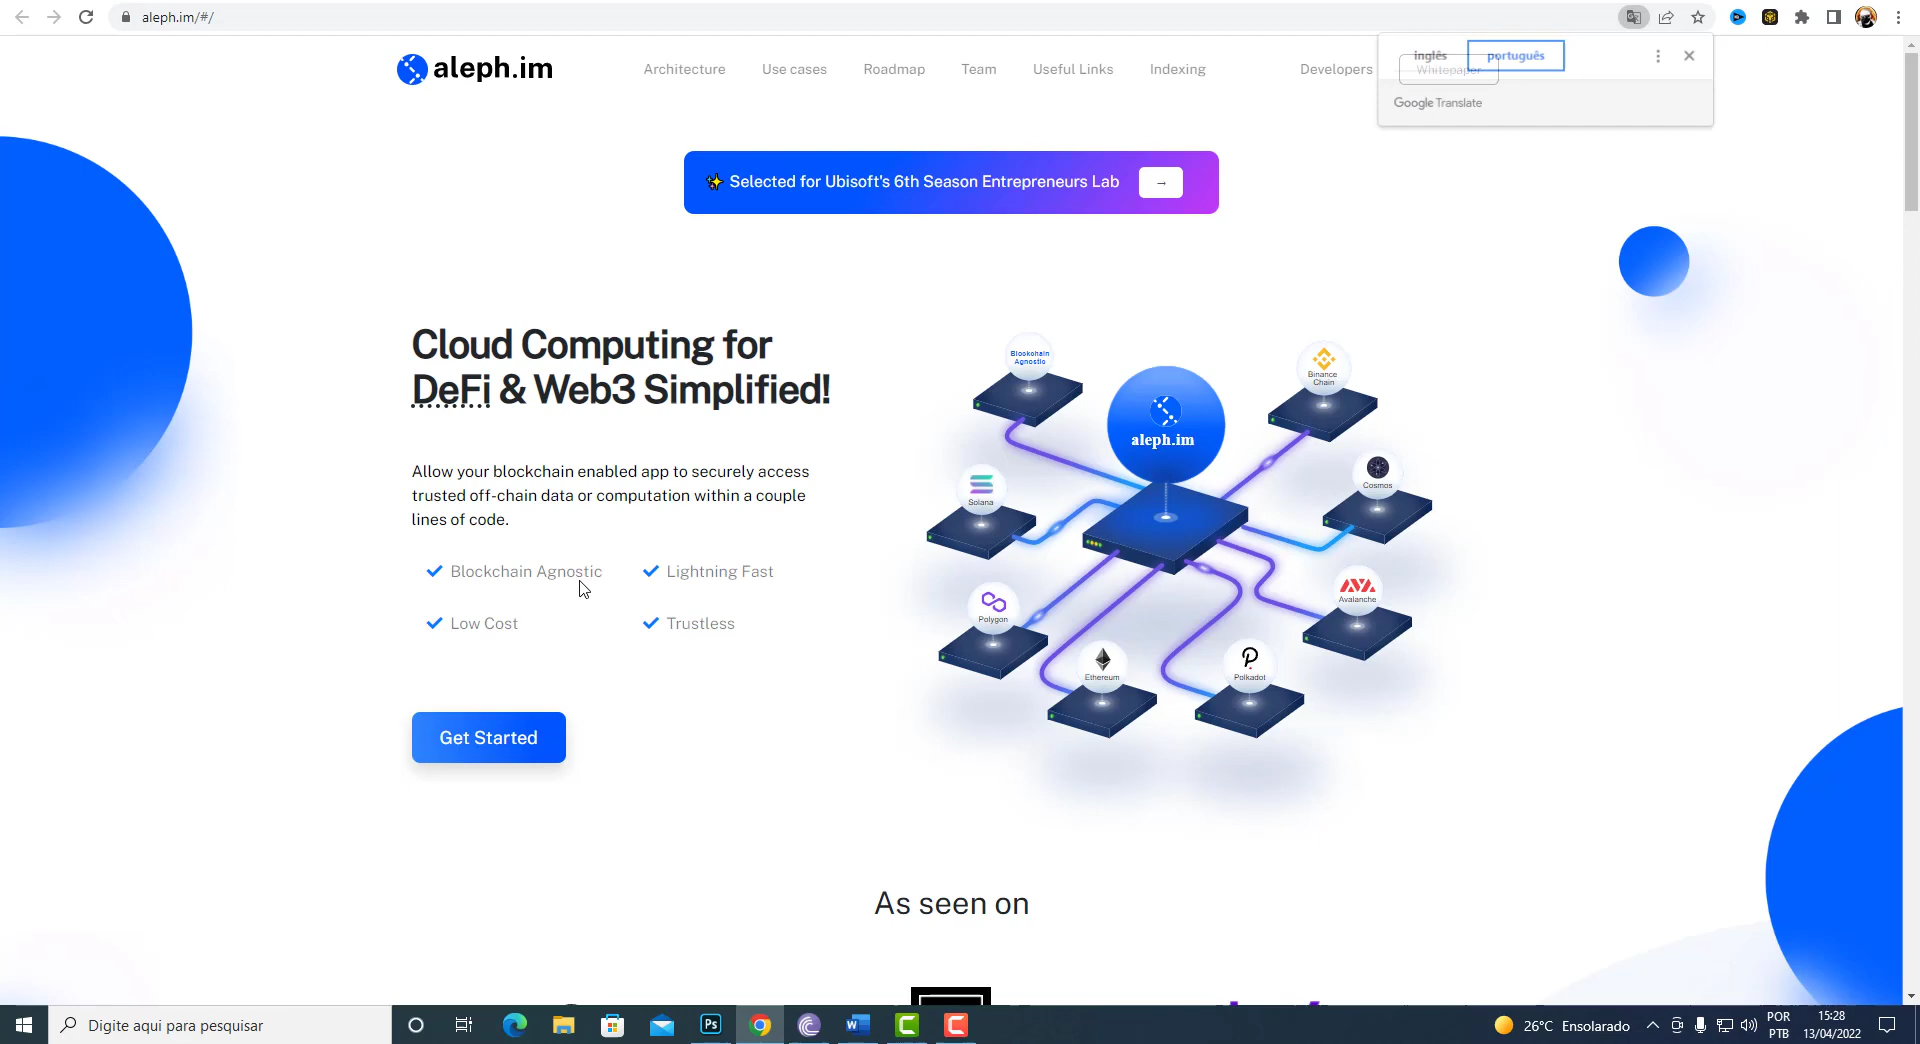 aleph.im/#/
aleph.im
Architecture
Use cases
Roadmap
Team
Useful Links
Indexing
Developers
Whitepaper
inglês
português
Google Translate
✨ Selected for Ubisoft's 6th Season Entrepreneurs Lab →
Cloud Computing for
DeFi & Web3 Simplified!
Allow your blockchain enabled app to securely access
trusted off-chain data or computation within a couple
lines of code.
Blockchain Agnostic
Lightning Fast
Low Cost
Trustless
Get Started
Blockchain
Agnostic
Binance
Chain
aleph.im
Cosmos
Solana
Avalanche
Polygon
Ethereum
Polkadot
As seen on
Digite aqui para pesquisar
Ps
W
26°C Ensolarado
POR
PTB
15:28
13/04/2022